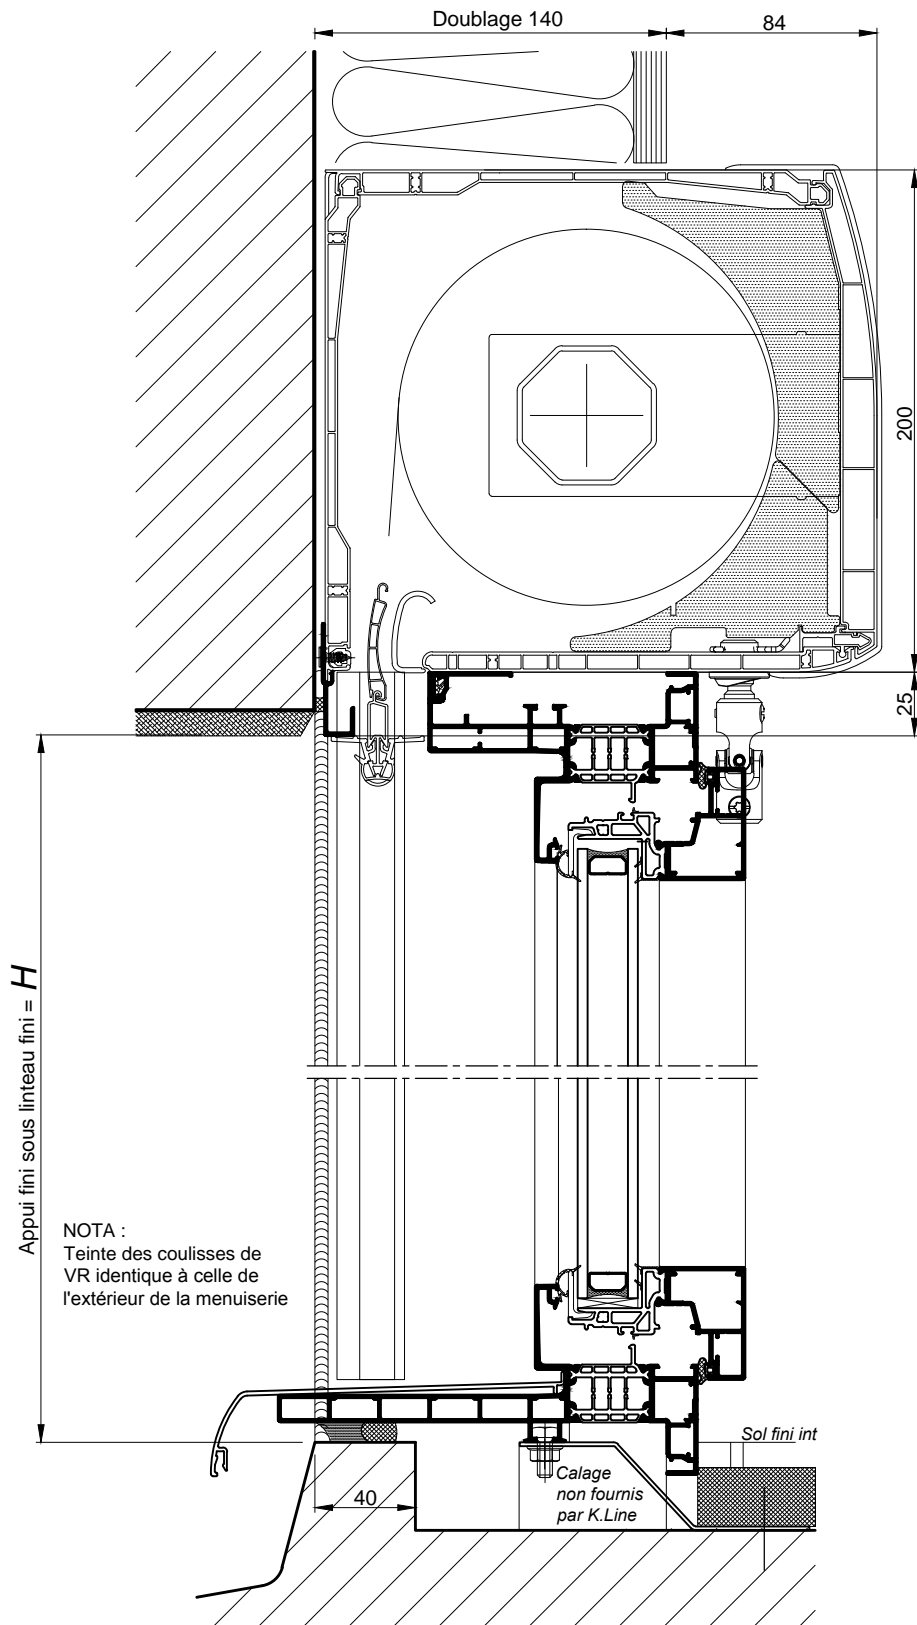 Doublage 140
84
200
25
Appui fini sous linteau fini = H
NOTA :
Teinte des coulisses de
VR identique à celle de
l'extérieur de la menuiserie
Sol fini int
Calage
non fournis
par K.Line
40